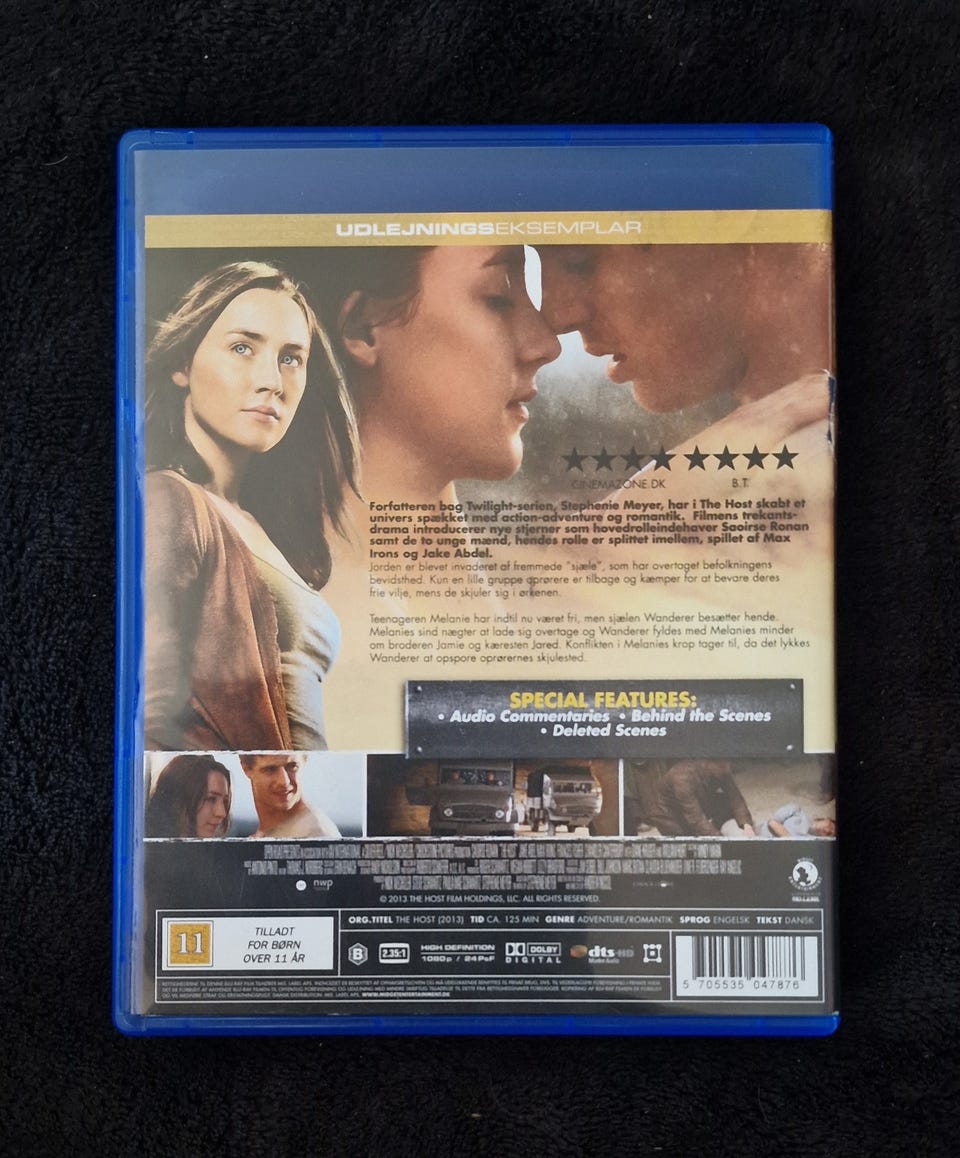 UDLEJNINGSEKSEMPLAR
★★★★ ★★★★
CINEMAZONE.DK B.T.
Forfatteren bag Twilight-serien, Stephenie Meyer, har i The Host skabt et
univers spækket med action-adventure og romantik. Filmens trekants-
drama introducerer nye stjerner som hovedrolleindehaver Saoirse Ronan
samt de to unge mænd, hendes rolle er splittet imellem, spillet af Max
Irons og Jake Abdel.
Jorden er blevet invaderet af fremmede "sjæle", som har overtaget befolkningens
bevidsthed. Kun en lille gruppe oprørere er tilbage og kæmper for at bevare deres
frie vilje, mens de skjuler sig i ørkenen.
Teenageren Melanie har indtil nu været fri, men sjælen Wanderer besætter hende.
Melanies sind nægter at lade sig overtage og Wanderer fyldes med Melanies minder
om broderen Jamie og kæresten Jared. Konflikten i Melanies krop tager til, da det lykkes
Wanderer at opspore oprørernes skjulested.
SPECIAL FEATURES:
• Audio Commentaries • Behind the Scenes
• Deleted Scenes
nwp
© 2013 THE HOST FILM HOLDINGS, LLC. ALL RIGHTS RESERVED.
11
TILLADT
FOR BØRN
OVER 11 ÅR
ORG.TITEL THE HOST (2013) TID CA. 125 MIN GENRE ADVENTURE/ROMANTIK SPROG ENGELSK TEKST DANSK
B 2.35:1 HIGH DEFINITION
1080p / 24 PsF
DOLBY
DIGITAL
dts-HD
Master Audio
5 705535 047876
WWW.MIDGETENTERTAINMENT.DK